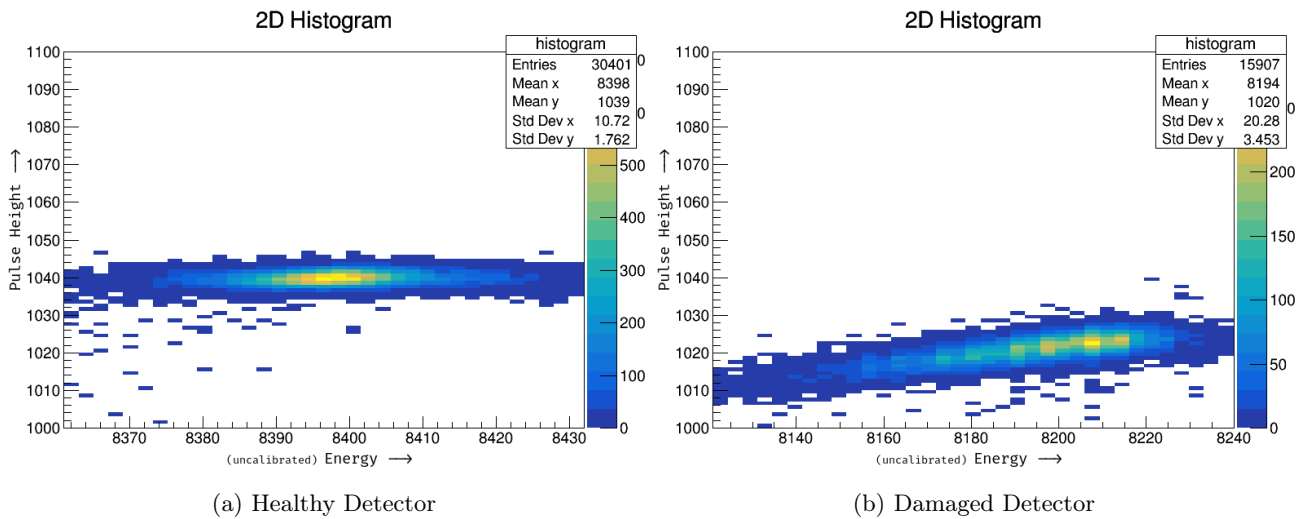 2D Histogram
histogram
Entries 30401
Mean x 8398
Mean y 1039
Std Dev x 10.72
Std Dev y 1.762
Pulse Height →
1100
1090
1080
1070
1060
1050
1040
1030
1020
1010
1000
8370 8380 8390 8400 8410 8420 8430
0
0
500
400
300
200
100
0
(uncalibrated) Energy →
(a) Healthy Detector
2D Histogram
histogram
Entries 15907
Mean x 8194
Mean y 1020
Std Dev x 20.28
Std Dev y 3.453
Pulse Height →
1100
1090
1080
1070
1060
1050
1040
1030
1020
1010
1000
8140 8160 8180 8200 8220 8240
0
200
150
100
50
0
(uncalibrated) Energy →
(b) Damaged Detector